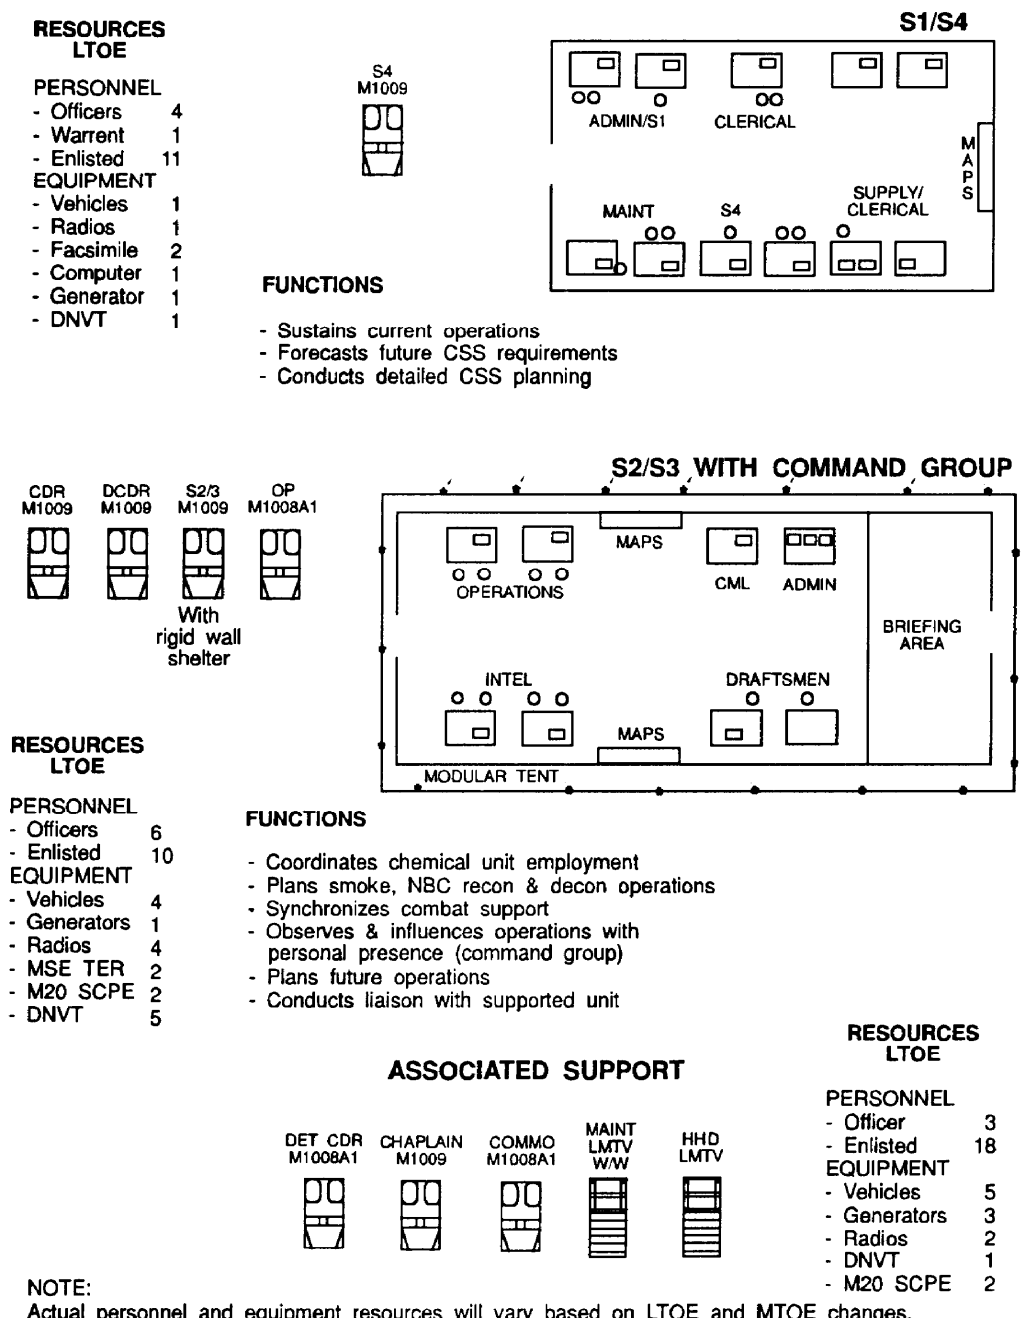 S1/S4
RESOURCES
LTOE
PERSONNEL
- Officers 4
- Warrent 1
- Enlisted 11
EQUIPMENT
- Vehicles 1
- Radios 1
- Facsimile 2
- Computer 1
- Generator 1
- DNVT 1
S4
M1009
ADMIN/S1
CLERICAL
MAPS
MAINT
S4
SUPPLY/
CLERICAL
FUNCTIONS
- Sustains current operations
- Forecasts future CSS requirements
- Conducts detailed CSS planning
S2/S3 WITH COMMAND GROUP
CDR
M1009
DCDR
M1009
S2/3
M1009
OP
M1008A1
With
rigid wall
shelter
MAPS
OPERATIONS
CML
ADMIN
BRIEFING
AREA
INTEL
DRAFTSMEN
MAPS
MODULAR TENT
RESOURCES
LTOE
PERSONNEL
- Officers 6
- Enlisted 10
EQUIPMENT
- Vehicles 4
- Generators 1
- Radios 4
- MSE TER 2
- M20 SCPE 2
- DNVT 5
FUNCTIONS
- Coordinates chemical unit employment
- Plans smoke, NBC recon & decon operations
- Synchronizes combat support
- Observes & influences operations with
personal presence (command group)
- Plans future operations
- Conducts liaison with supported unit
ASSOCIATED SUPPORT
DET CDR
M1008A1
CHAPLAIN
M1009
COMMO
M1008A1
MAINT
LMTV
W/W
HHD
LMTV
RESOURCES
LTOE
PERSONNEL
- Officer 3
- Enlisted 18
EQUIPMENT
- Vehicles 5
- Generators 3
- Radios 2
- DNVT 1
- M20 SCPE 2
NOTE:
Actual personnel and equipment resources will vary based on LTOE and MTOE changes.